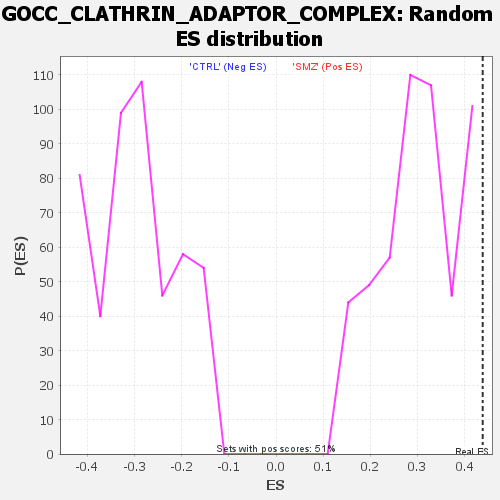 GOCC_CLATHRIN_ADAPTOR_COMPLEX: Random
ES distribution
'CTRL' (Neg ES) 'SMZ' (Pos ES)
110
100
90
80
70
60
50
40
30
20
10
0
P(ES)
Sets with pos scores: 51%
Real ES
-0.4 -0.3 -0.2 -0.1 0.0 0.1 0.2 0.3 0.4
ES